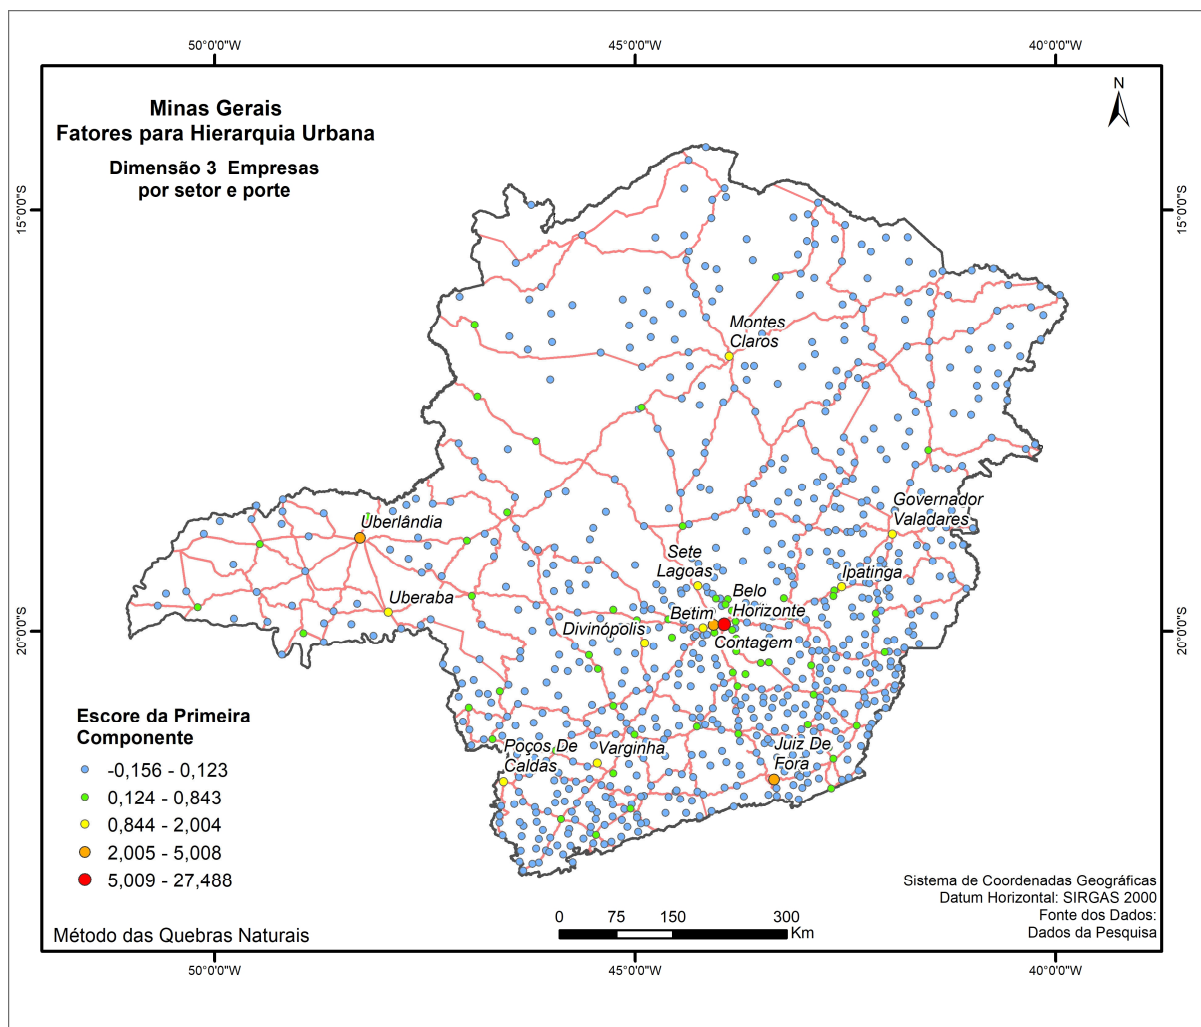 50°0'0"W
45°0'0"W
40°0'0"W
Minas Gerais
Fatores para Hierarquia Urbana
Dimensão 3 Empresas
por setor e porte
N
15°0'0"S
15°0'0"S
Montes
Claros
Governador
Valadares
Uberlândia
Sete
Lagoas
Ipatinga
Uberaba
Belo
Horizonte
Betim
Divinópolis
Contagem
20°0'0"S
20°0'0"S
Poços De
Caldas
Varginha
Juiz De
Fora
Escore da Primeira
Componente
-0,156 - 0,123
0,124 - 0,843
0,844 - 2,004
2,005 - 5,008
5,009 - 27,488
Método das Quebras Naturais
0 75 150 300
Km
Sistema de Coordenadas Geográficas
Datum Horizontal: SIRGAS 2000
Fonte dos Dados:
Dados da Pesquisa
50°0'0"W
45°0'0"W
40°0'0"W